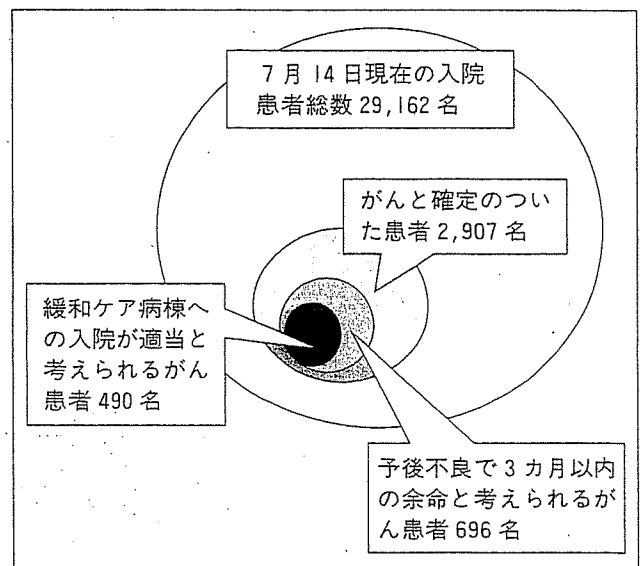 7月14日現在の入院
患者総数29,162名
がんと確定のつい
た患者2,907名
緩和ケア病棟へ
の入院が適当と
考えられるがん
患者490名
予後不良で3カ月以内
の余命と考えられるが
ん患者696名